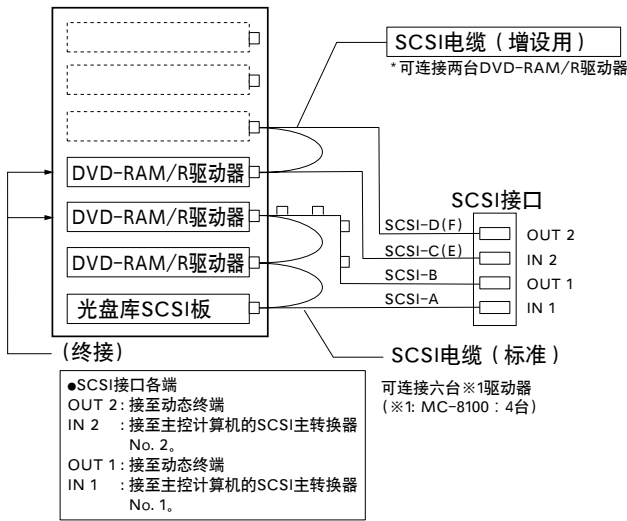 SCSI电缆（增设用）
*可连接两台DVD-RAM/R驱动器
DVD-RAM/R驱动器
DVD-RAM/R驱动器
DVD-RAM/R驱动器
光盘库SCSI板
SCSI接口
SCSI-D(F)
OUT 2
SCSI-C(E)
IN 2
SCSI-B
OUT 1
SCSI-A
IN 1
(终接)
SCSI电缆（标准）
可连接六台※1驱动器
(※1: MC-8100：4台)
●SCSI接口各端
OUT 2 : 接至动态终端
IN 2 : 接至主控计算机的SCSI主转换器
No. 2。
OUT 1 : 接至动态终端
IN 1 : 接至主控计算机的SCSI主转换器
No. 1。